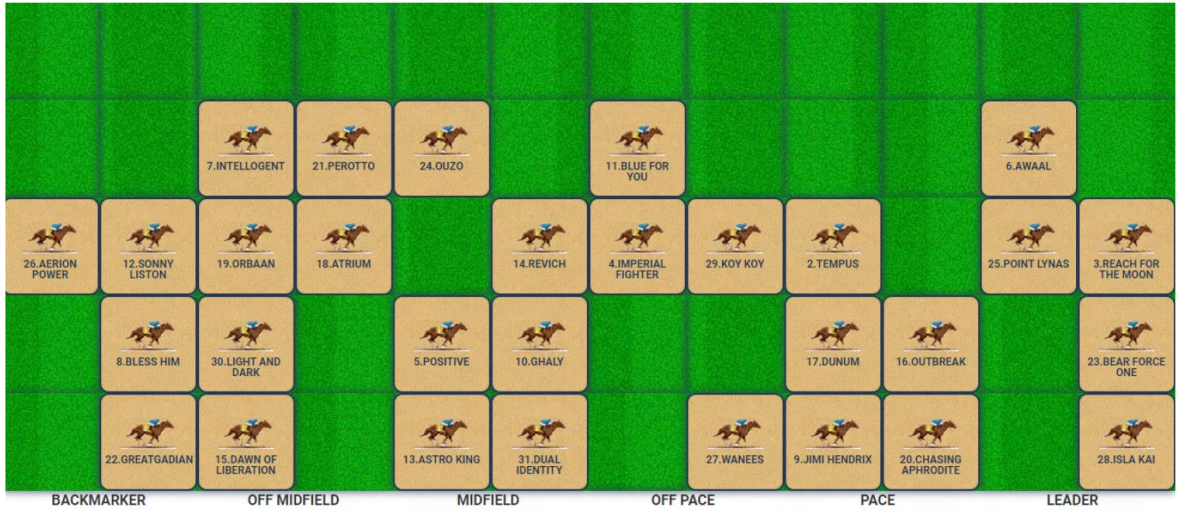 7.INTELLOGENT
21.PEROTTO
24.OUZO
11.BLUE FOR
YOU
6.AWAAL
26.AERION
POWER
12.SONNY
LISTON
19.ORBAAN
18.ATRIUM
14.REVICH
4.IMPERIAL
FIGHTER
29.KOY KOY
2.TEMPUS
25.POINT LYNAS
3.REACH FOR
THE MOON
8.BLESS HIM
30.LIGHT AND
DARK
5.POSITIVE
10.GHALY
17.DUNUM
16.OUTBREAK
23.BEAR FORCE
ONE
22.GREATGADIAN
15.DAWN OF
LIBERATION
13.ASTRO KING
31.DUAL
IDENTITY
27.WANEES
9.JIMI HENDRIX
20.CHASING
APHRODITE
28.ISLA KAI
BACKMARKER
OFF MIDFIELD
MIDFIELD
OFF PACE
PACE
LEADER